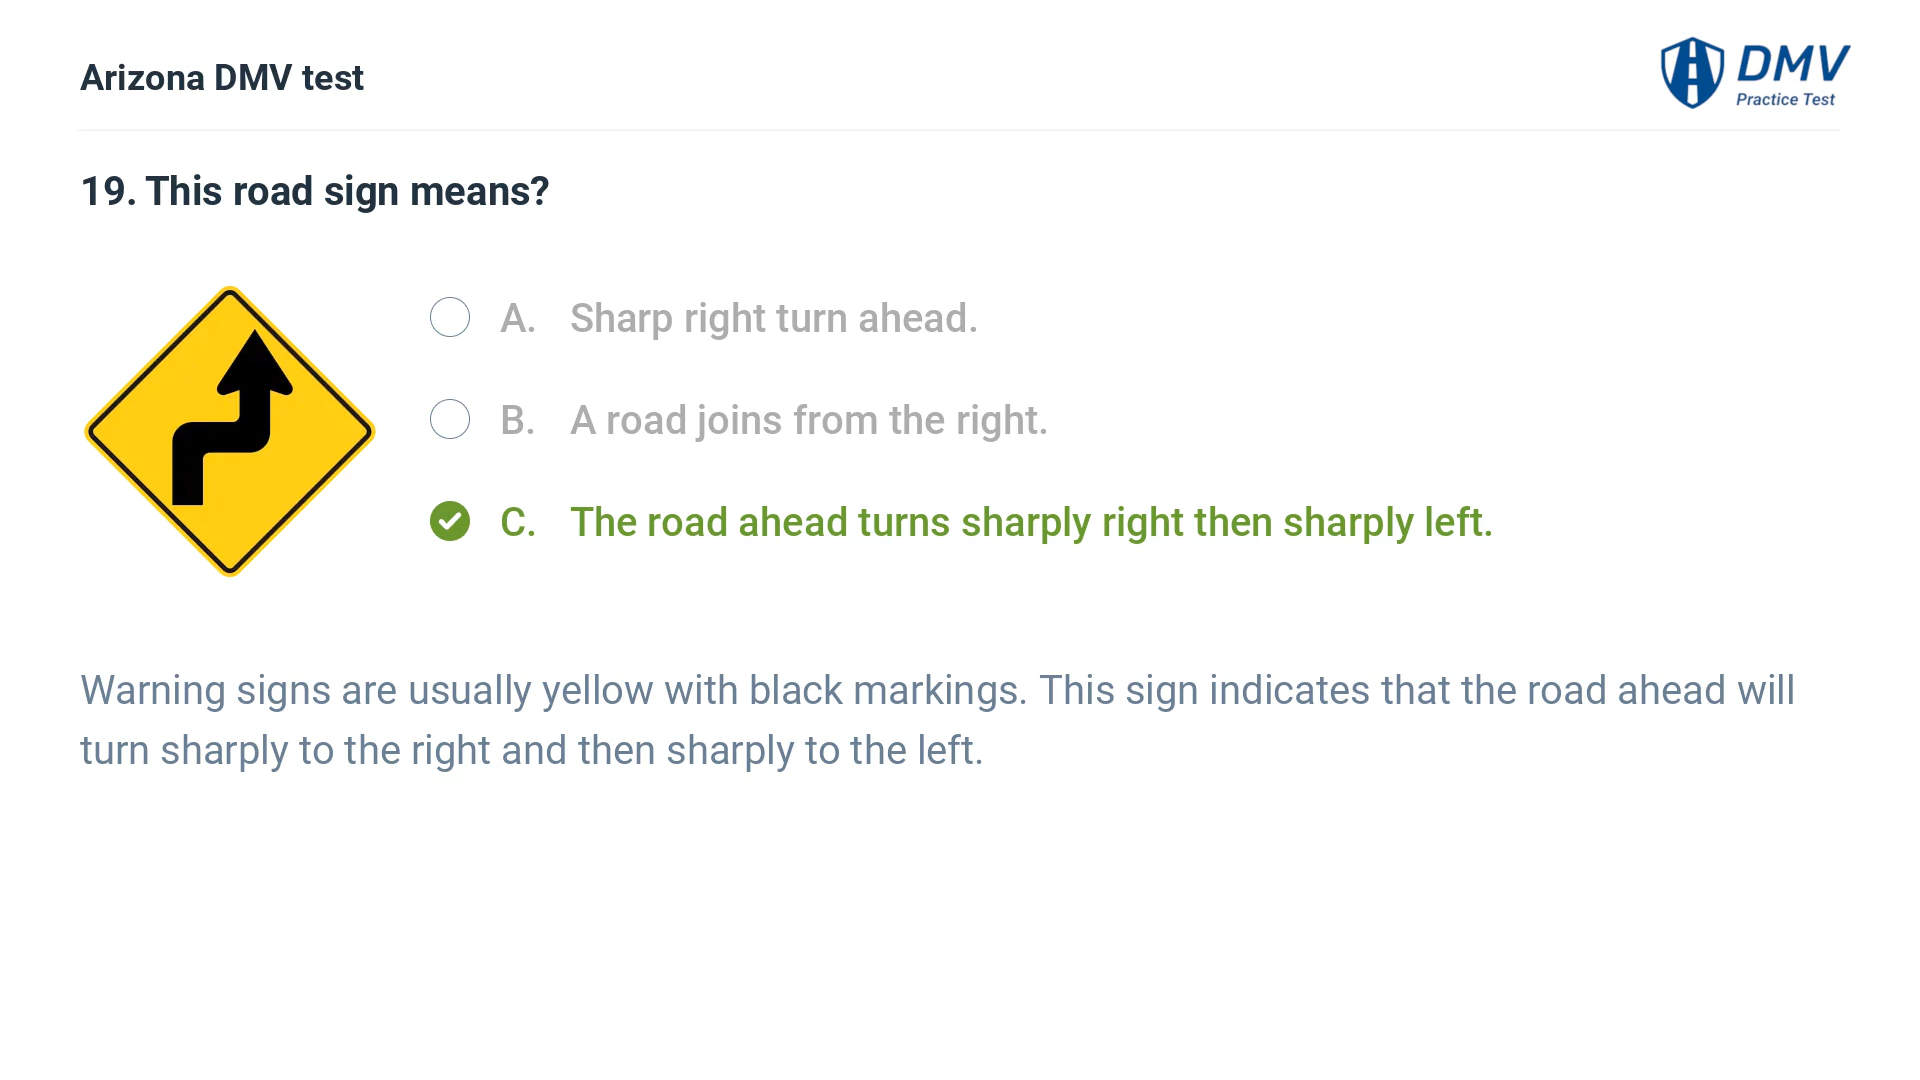 Arizona DMV test
DMV
Practice Test
19. This road sign means?
A. Sharp right turn ahead.
B. A road joins from the right.
C. The road ahead turns sharply right then sharply left.
Warning signs are usually yellow with black markings. This sign indicates that the road ahead will
turn sharply to the right and then sharply to the left.